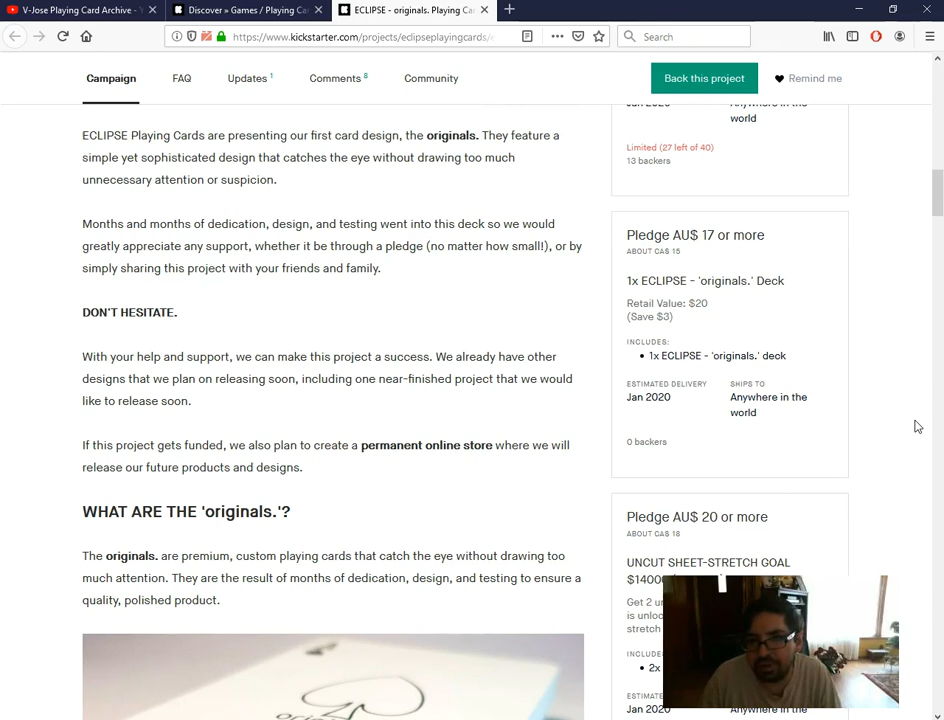 V-Jose Playing Card Archive -
Discover » Games / Playing Ca
ECLIPSE - originals. Playing Ca
https://www.kickstarter.com/projects/eclipseplayingcards/e
Search
Campaign
FAQ
Updates 1
Comments 8
Community
Back this project
Remind me
ECLIPSE Playing Cards are presenting our first card design, the originals. They feature a
simple yet sophisticated design that catches the eye without drawing too much
unnecessary attention or suspicion.
Months and months of dedication, design, and testing went into this deck so we would
greatly appreciate any support, whether it be through a pledge (no matter how small!), or by
simply sharing this project with your friends and family.
DON'T HESITATE.
With your help and support, we can make this project a success. We already have other
designs that we plan on releasing soon, including one near-finished project that we would
like to release soon.
If this project gets funded, we also plan to create a permanent online store where we will
release our future products and designs.
WHAT ARE THE 'originals.'?
The originals. are premium, custom playing cards that catch the eye without drawing too
much attention. They are the result of months of dedication, design, and testing to ensure a
quality, polished product.
Jan 2020
Anywhere in the
world
Limited (27 left of 40)
13 backers
Pledge AU$ 17 or more
ABOUT CA$ 15
1x ECLIPSE - 'originals.' Deck
Retail Value: $20
(Save $3)
INCLUDES:
• 1x ECLIPSE - 'originals.' deck
ESTIMATED DELIVERY
SHIPS TO
Jan 2020
Anywhere in the
world
0 backers
Pledge AU$ 20 or more
ABOUT CA$ 18
UNCUT SHEET-STRETCH GOAL
$1400
Get 2 u
is unloc
stretch
INCLUDES
• 2x
ESTIMATE
Jan 2020
Anywhere in the